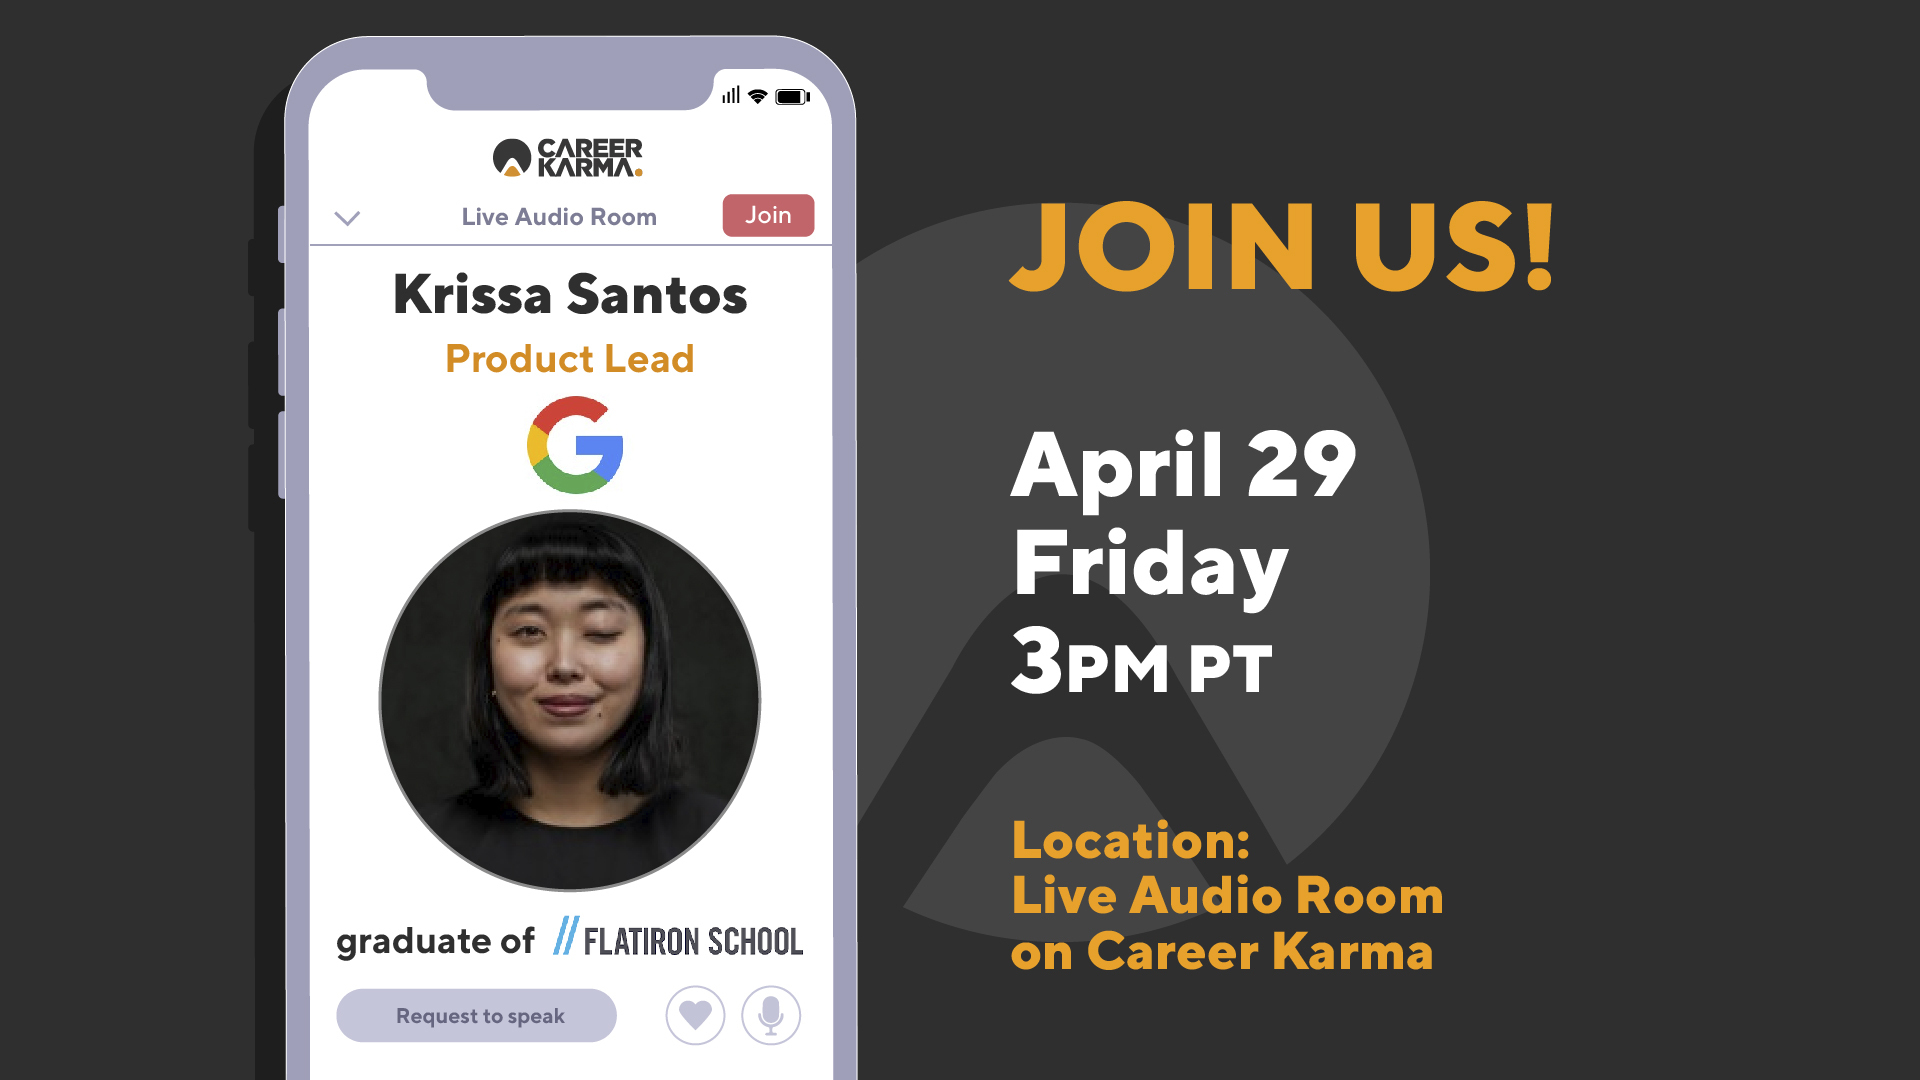 CAREER
KARMA.
Live Audio Room
Join
Krissa Santos
Product Lead
G
graduate of // FLATIRON SCHOOL
Request to speak
JOIN US!
April 29
Friday
3PM PT
Location:
Live Audio Room
on Career Karma